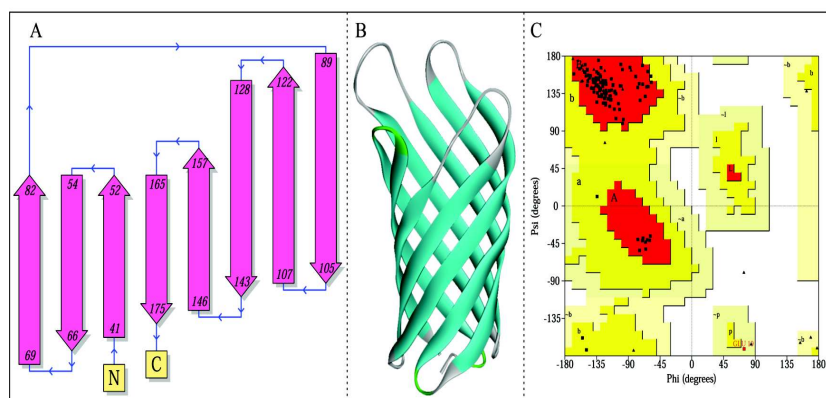 A
B
C
89
128
122
82
54
52
165
157
69
66
41
175
146
143
107
105
N
C
180
135
90
45
0
-45
-90
-135
-180
-180
-135
-90
-45
0
45
90
135
180
Psi (degrees)
Phi (degrees)
B
b
~b
~l
l
L
a
A
~a
~p
p
~b
b
~b
b
~b